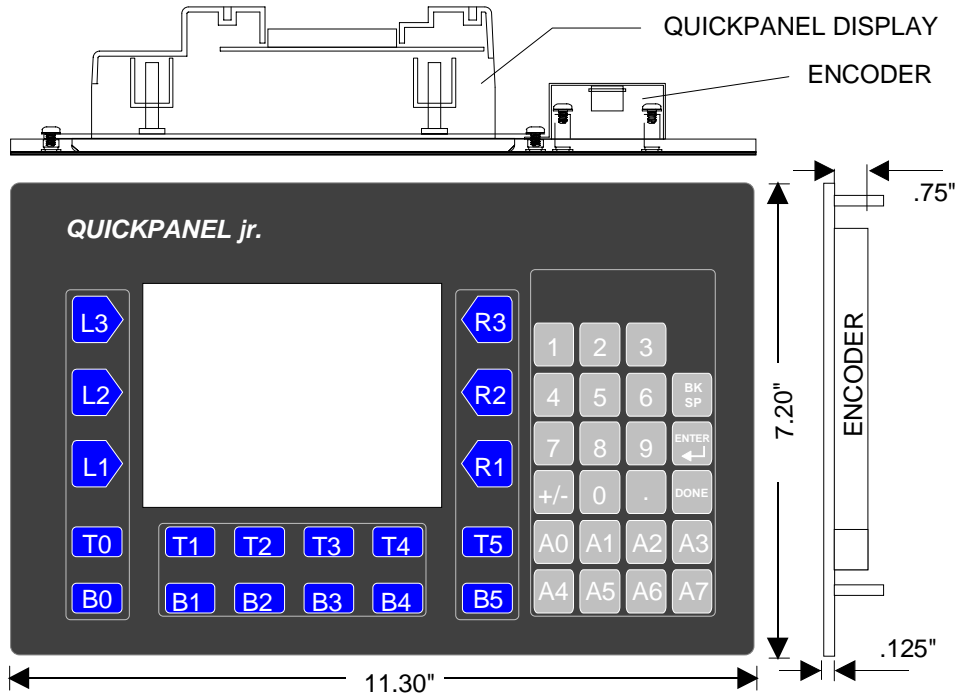 QUICKPANEL DISPLAY
ENCODER
.75"
QUICKPANEL jr.
L3
R3
1 2 3
L2
R2
4 5 6 BK SP
ENCODER
7.20"
L1
R1
7 8 9 ENTER
+/- 0 . DONE
T0 T1 T2 T3 T4 T5
A0 A1 A2 A3
B0 B1 B2 B3 B4 B5
A4 A5 A6 A7
.125"
11.30"